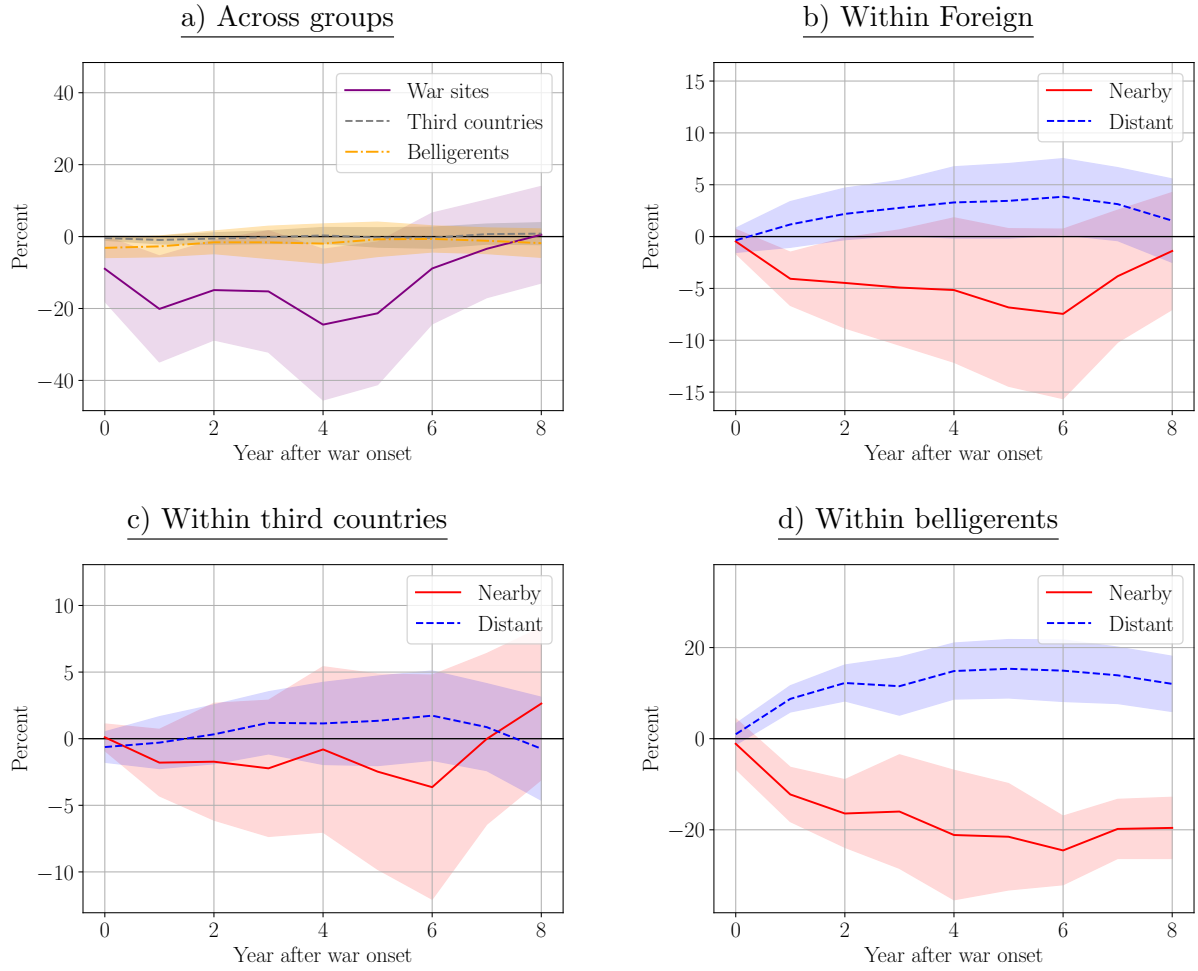 a) Across groups
40
20
0
−20
−40
Percent
War sites
Third countries
Belligerents
0 2 4 6 8
Year after war onset
b) Within Foreign
15
10
5
0
−5
−10
−15
Percent
Nearby
Distant
0 2 4 6 8
Year after war onset
c) Within third countries
10
5
0
−5
−10
Percent
Nearby
Distant
0 2 4 6 8
Year after war onset
d) Within belligerents
20
0
−20
Percent
Nearby
Distant
0 2 4 6 8
Year after war onset